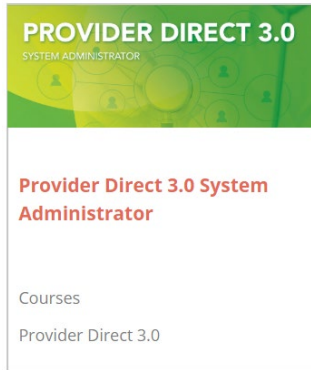 PROVIDER DIRECT 3.0
SYSTEM ADMINISTRATOR
Provider Direct 3.0 System
Administrator
Courses
Provider Direct 3.0